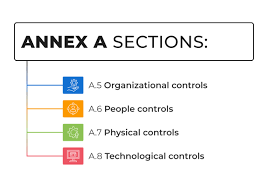 ANNEX A SECTIONS:
A.5 Organizational controls
A.6 People controls
A.7 Physical controls
A.8 Technological controls